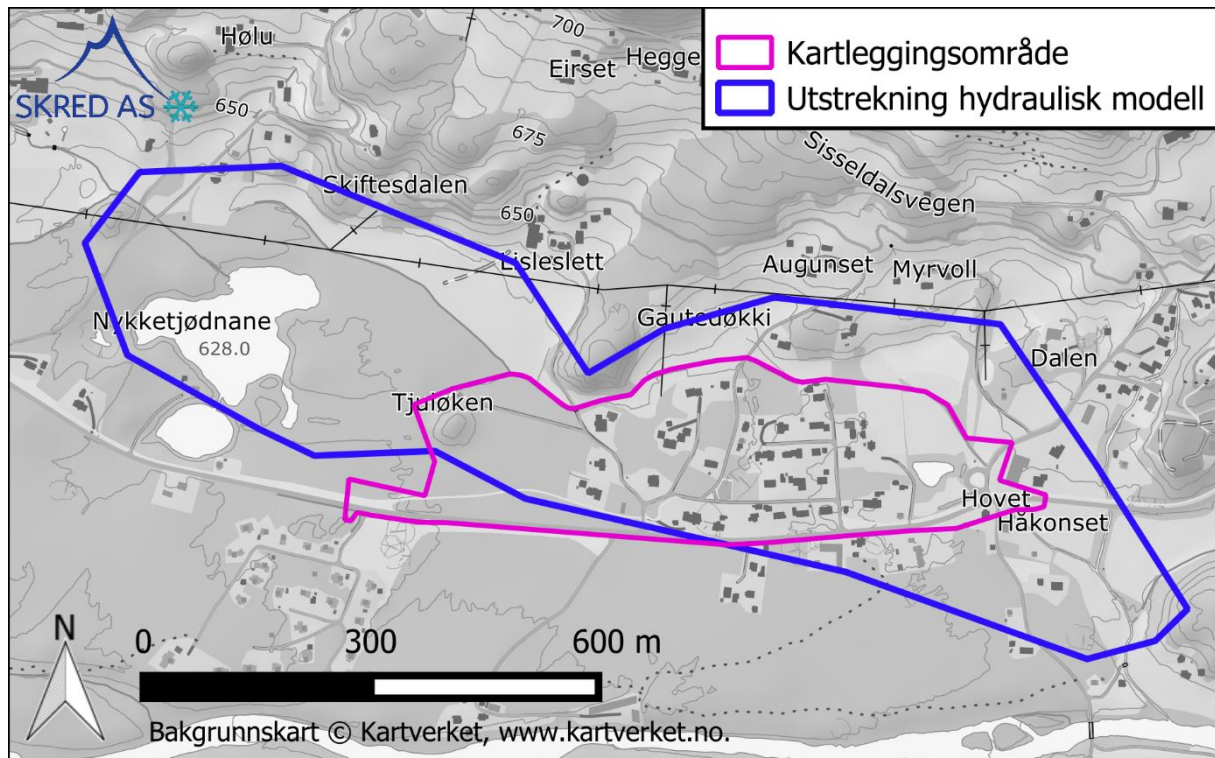 SKRED AS
Kartleggingsområde
Utstrekning hydraulisk modell
Hølu
700
Eirset
Hegge
650
675
Sisseldalsvegen
Skiftesdalen
650
Lisleslett
Augunset
Myrvoll
Nykketjødnane
628.0
Gautedøkki
Dalen
Tjuløken
Hovet
Håkonset
N
0
300
600 m
Bakgrunnskart © Kartverket, www.kartverket.no.